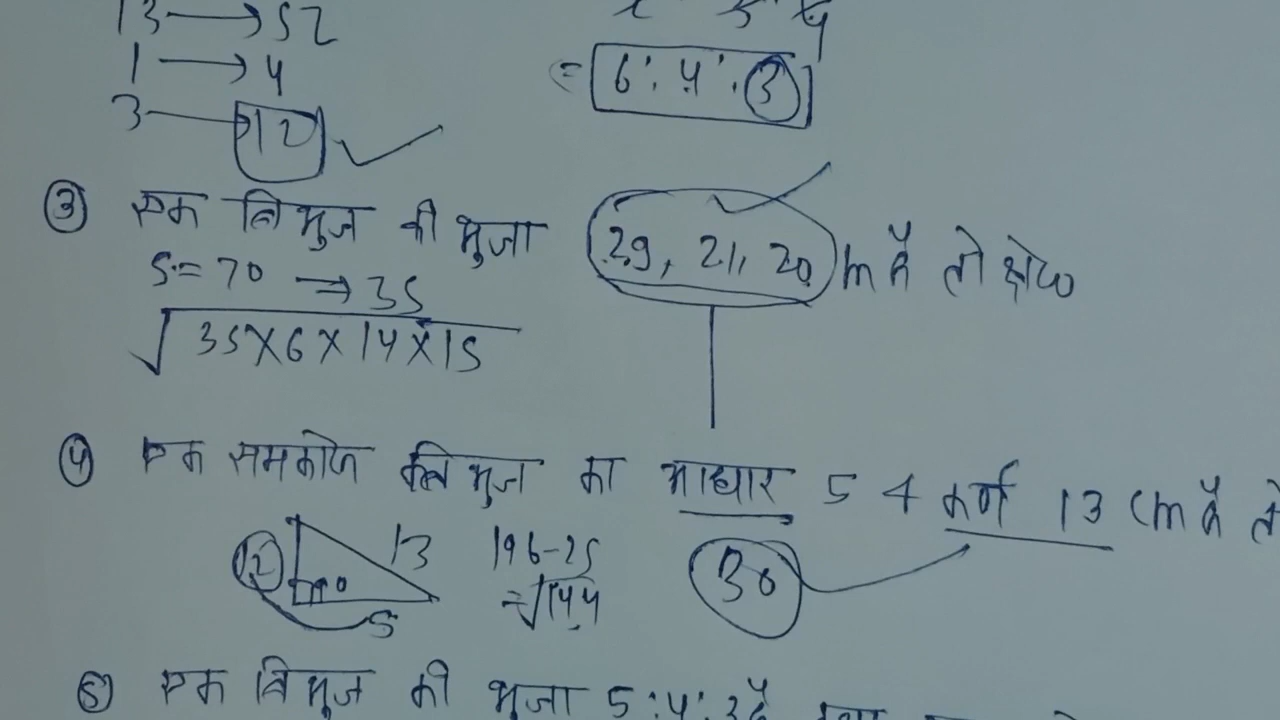 13 → 52
1 → 4
3 — 12
= 6 : 4 : 3
③ एक त्रिभुज की भुजा 29, 21, 20 m है तो क्षे०
S = 70 → 35
√35×6×14×15
④ एक समकोण त्रिभुज का आधार 5 व कर्ण 13 cm है तो
12 90 13 5
196-25
=√144
30
⑤ एक त्रिभुज की भुजा 5:4:3 है